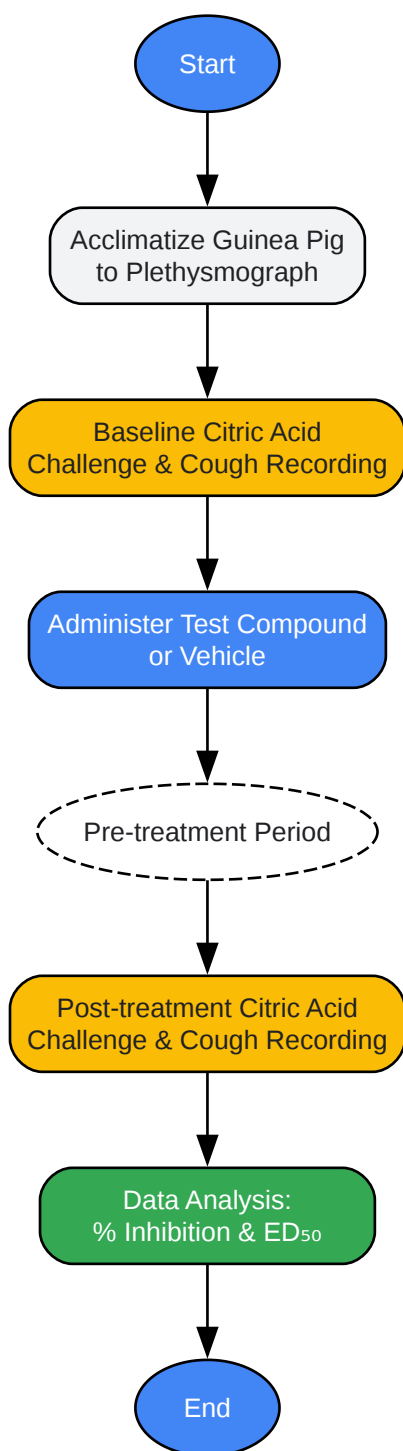 Start
Acclimatize Guinea Pig
to Plethysmograph
Baseline Citric Acid
Challenge & Cough Recording
Administer Test Compound
or Vehicle
Pre-treatment Period
Post-treatment Citric Acid
Challenge & Cough Recording
Data Analysis:
% Inhibition & ED₅₀
End